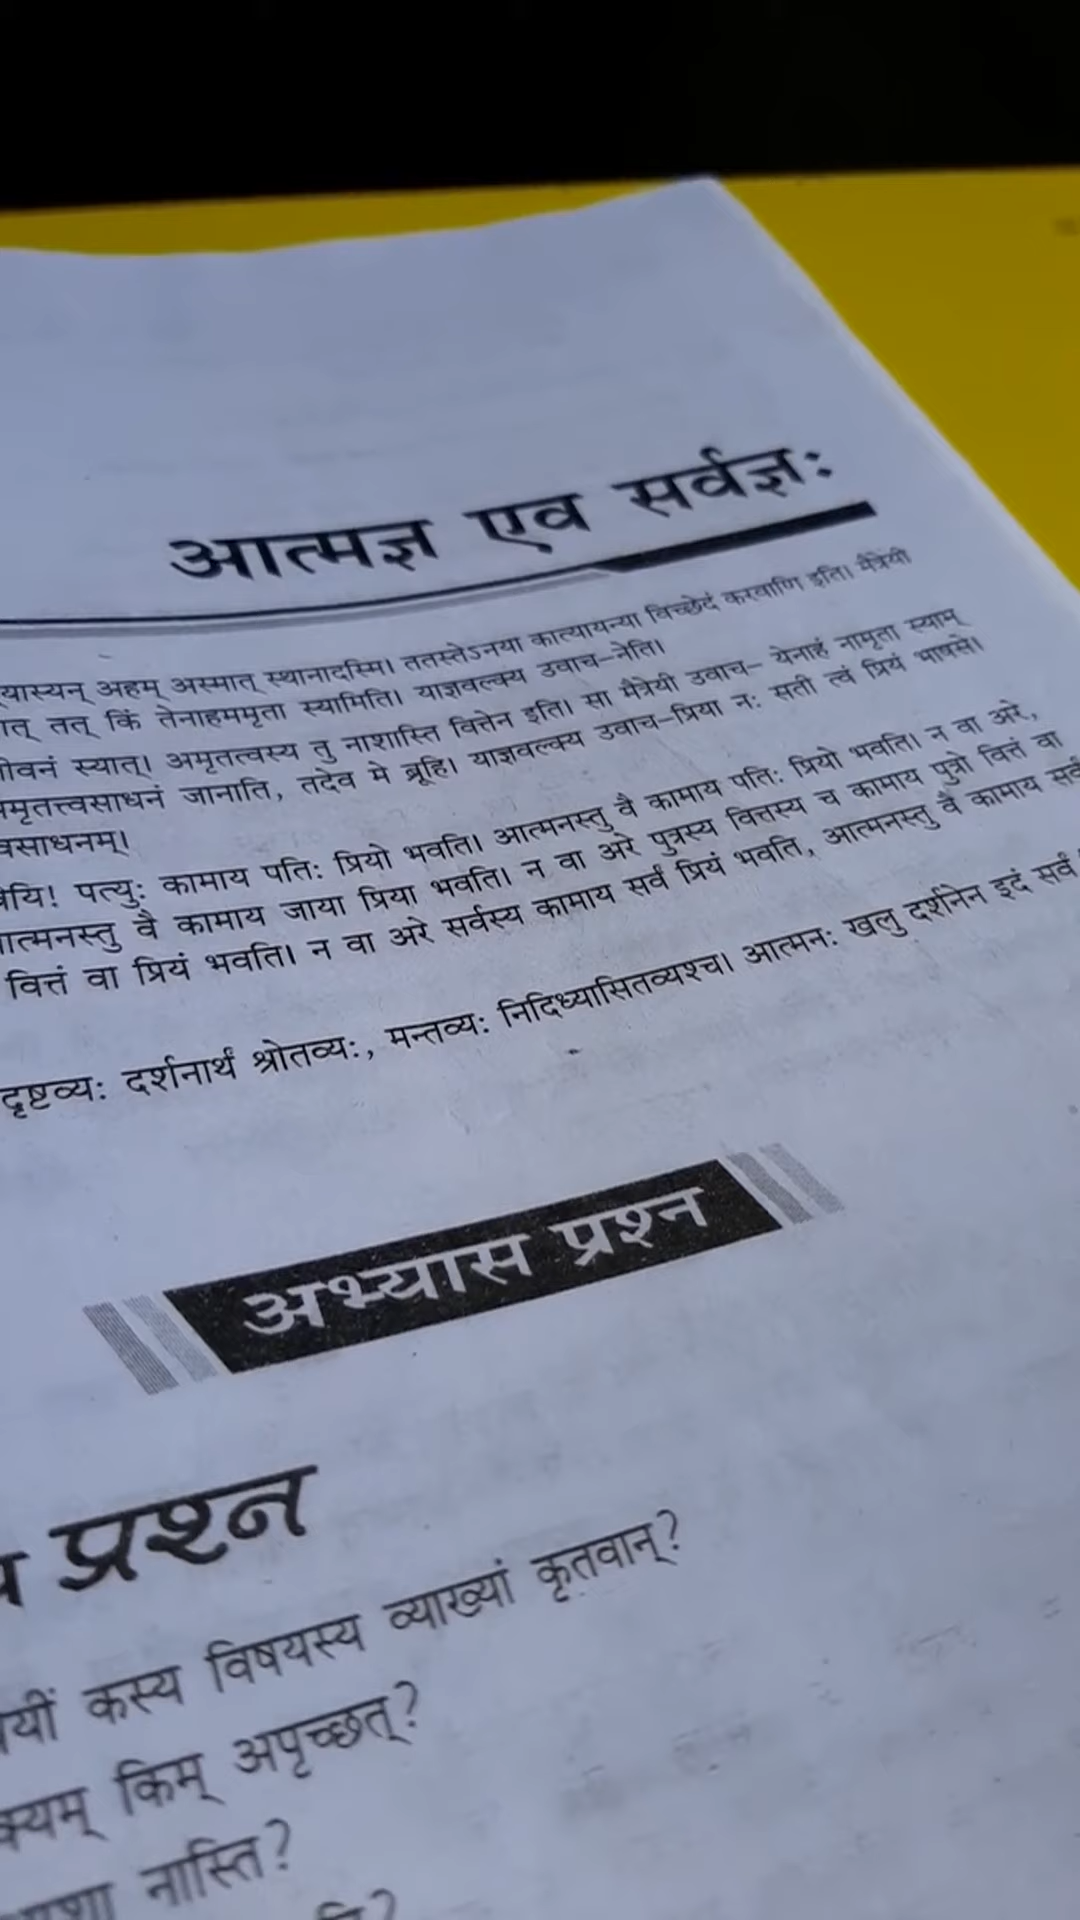 आत्मज्ञ एव सर्वज्ञः
यास्यन् अहम् अस्मात् स्थानादस्मि। ततस्तेऽनया कात्यायन्या विच्छेदं करवाणि इति। मैत्रेयी
तत् किं तेनाहममृता स्यामिति। याज्ञवल्क्य उवाच–नेति।
स्यात्। अमृतत्वस्य तु नाशास्ति वित्तेन इति। सा मैत्रेयी उवाच– येनाहं नामृता स्याम्
मृतत्त्वसाधनं जानाति, तदेव मे ब्रूहि। याज्ञवल्क्य उवाच–प्रिया नः सती त्वं प्रियं भाषसे।
साधनम्।
पत्युः कामाय पतिः प्रियो भवति। आत्मनस्तु वै कामाय पतिः प्रियो भवति। न वा अरे,
त्मनस्तु वै कामाय जाया प्रिया भवति। न वा अरे पुत्रस्य वित्तस्य च कामाय पुत्रो वित्तं वा
वित्तं वा प्रियं भवति। न वा अरे सर्वस्य कामाय सर्वं प्रियं भवति, आत्मनस्तु वै कामाय सर्वं
दृष्टव्यः दर्शनार्थं श्रोतव्यः, मन्तव्यः निदिध्यासितव्यश्च। आत्मनः खलु दर्शनेन इदं सर्वं
अभ्यास प्रश्न
प्रश्न
कस्य विषयस्य व्याख्यां कृतवान्?
किम् अपृच्छत्?
नास्ति?